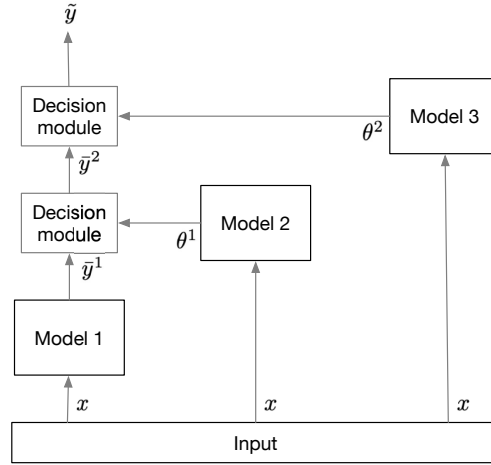 ỹ
Decision
module
Model 3
θ²
ȳ²
Decision
module
Model 2
θ¹
ȳ¹
Model 1
x
x
x
Input